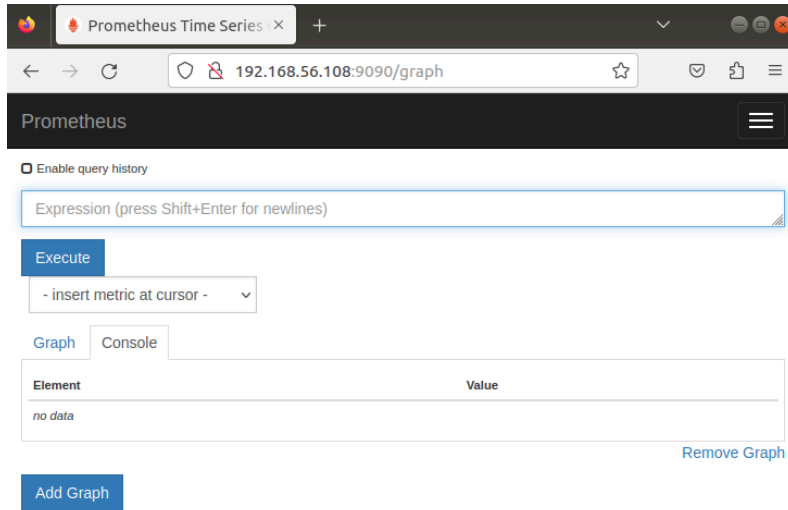 Prometheus Time Series
192.168.56.108:9090/graph
Prometheus
Enable query history
Expression (press Shift+Enter for newlines)
Execute
- insert metric at cursor -
Graph Console
Element Value
no data
Remove Graph
Add Graph